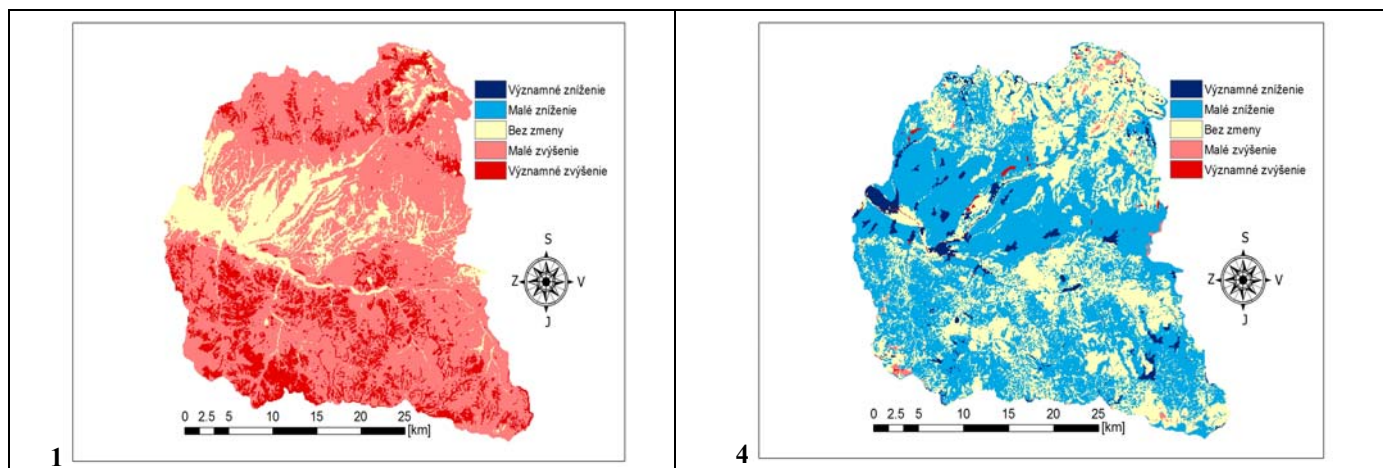 Významné zníženie
Malé zníženie
Bez zmeny
Malé zvýšenie
Významné zvýšenie
S
Z V
J
0 2.5 5 10 15 20 25
[km]
1
Významné zníženie
Malé zníženie
Bez zmeny
Malé zvýšenie
Významné zvýšenie
S
Z V
J
0 2.5 5 10 15 20 25
[km]
4